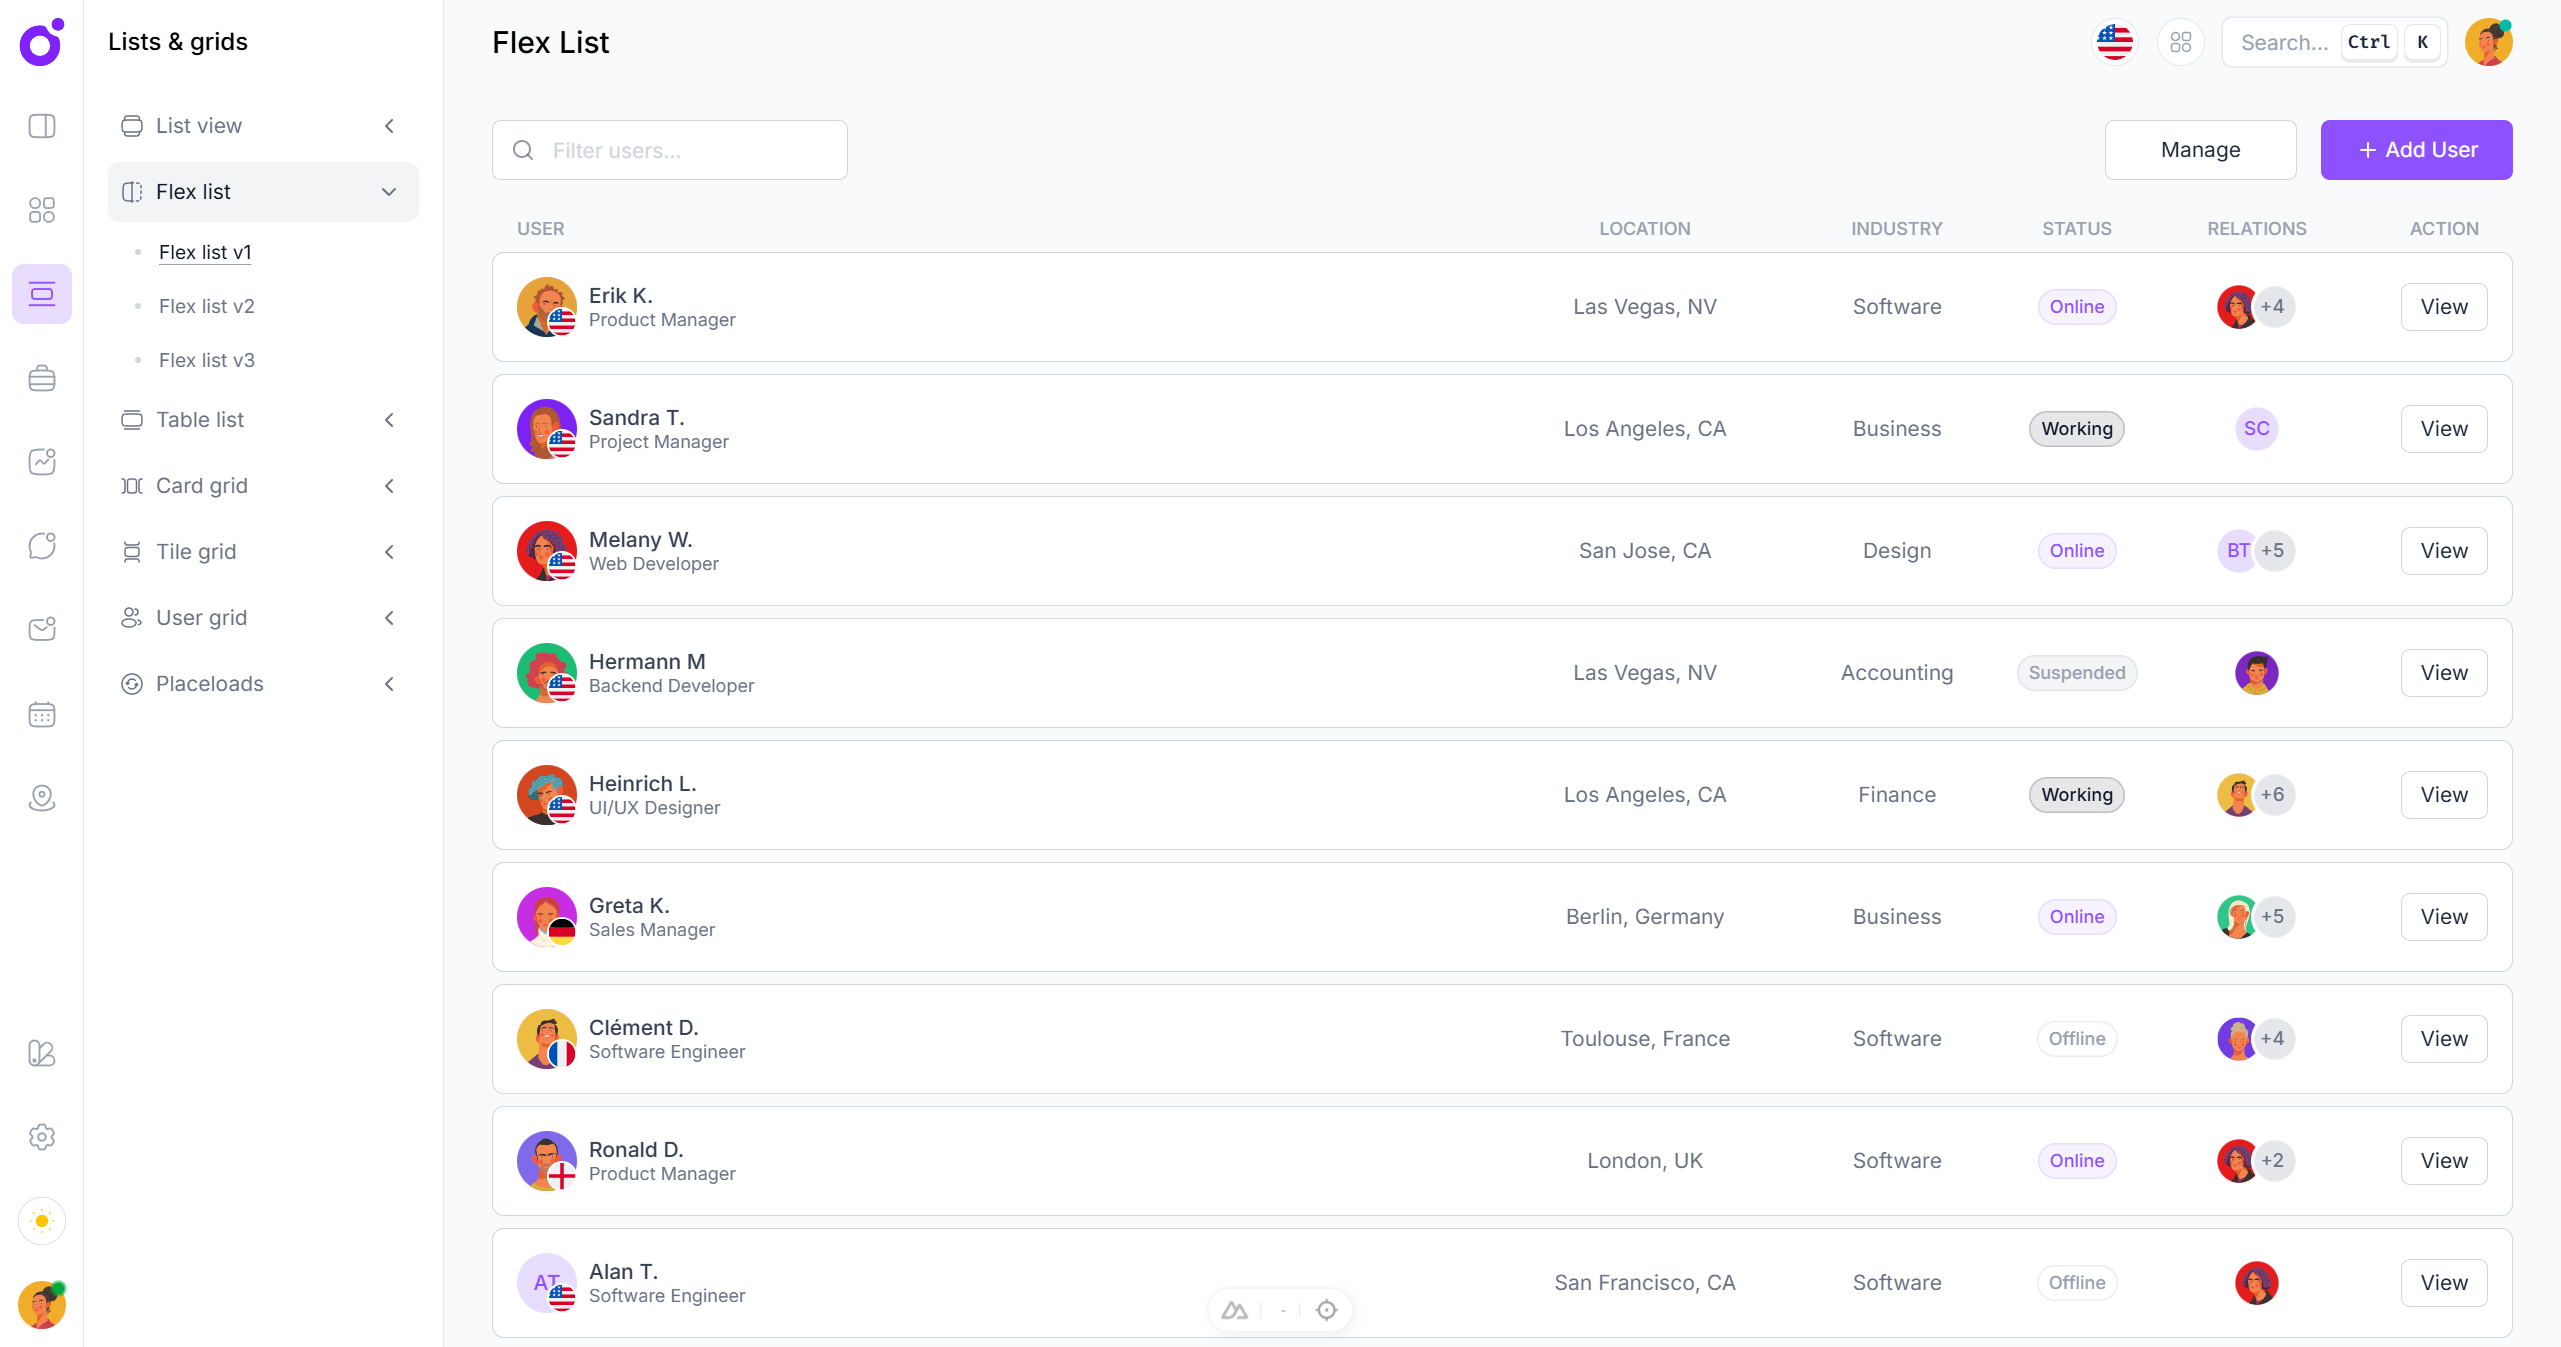 Lists & grids
List view
Flex list
Flex list v1
Flex list v2
Flex list v3
Table list
Card grid
Tile grid
User grid
Placeloads
Flex List
Search... Ctrl K
Filter users...
Manage
+ Add User
USER LOCATION INDUSTRY STATUS RELATIONS ACTION
Erik K.
Product Manager
Las Vegas, NV Software Online +4 View
Sandra T.
Project Manager
Los Angeles, CA Business Working SC View
Melany W.
Web Developer
San Jose, CA Design Online BT +5 View
Hermann M
Backend Developer
Las Vegas, NV Accounting Suspended View
Heinrich L.
UI/UX Designer
Los Angeles, CA Finance Working +6 View
Greta K.
Sales Manager
Berlin, Germany Business Online +5 View
Clément D.
Software Engineer
Toulouse, France Software Offline +4 View
Ronald D.
Product Manager
London, UK Software Online +2 View
AT
Alan T.
Software Engineer
San Francisco, CA Software Offline View
-